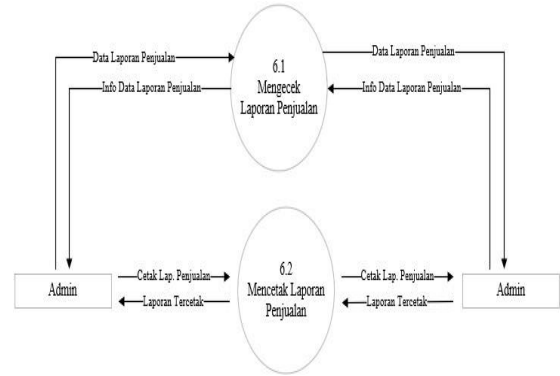 Data Laporan Penjualan
Data Laporan Penjualan
6.1
Mengecek
Laporan Penjualan
Info Data Laporan Penjualan
Info Data Laporan Penjualan
Cetak Lap. Penjualan
6.2
Mencetak Laporan
Penjualan
Cetak Lap. Penjualan
Admin
Admin
Laporan Tercetak
Laporan Tercetak